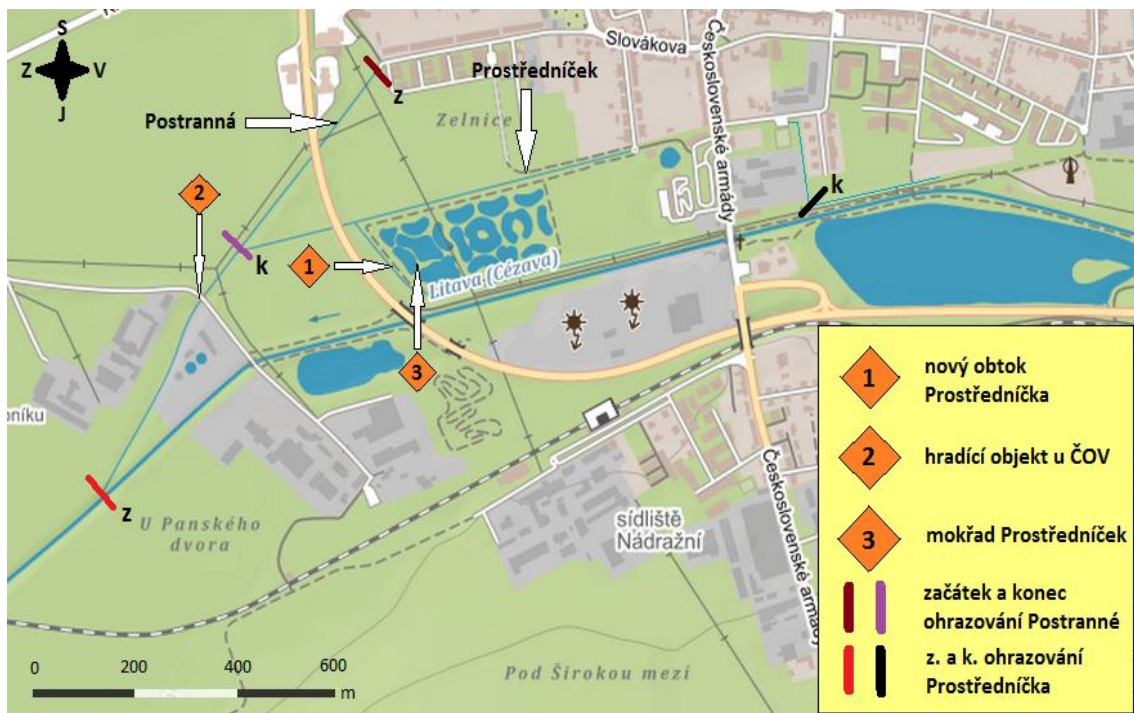 S
Z V
J
z
Postranná
Prostředníček
Zelnice
Slovákova
Československé armády
2
k
1
Litava (Cézava)
3
k
oníku
z
U Panského
dvora
sídliště
Nádražní
Československé armády
Pod Širokou mezí
0 200 400 600
m
1 nový obtok
Prostředníčka
2 hradící objekt u ČOV
3 mokřad Prostředníček
začátek a konec
ohrazování Postranné
z. a k. ohrazování
Prostředníčka